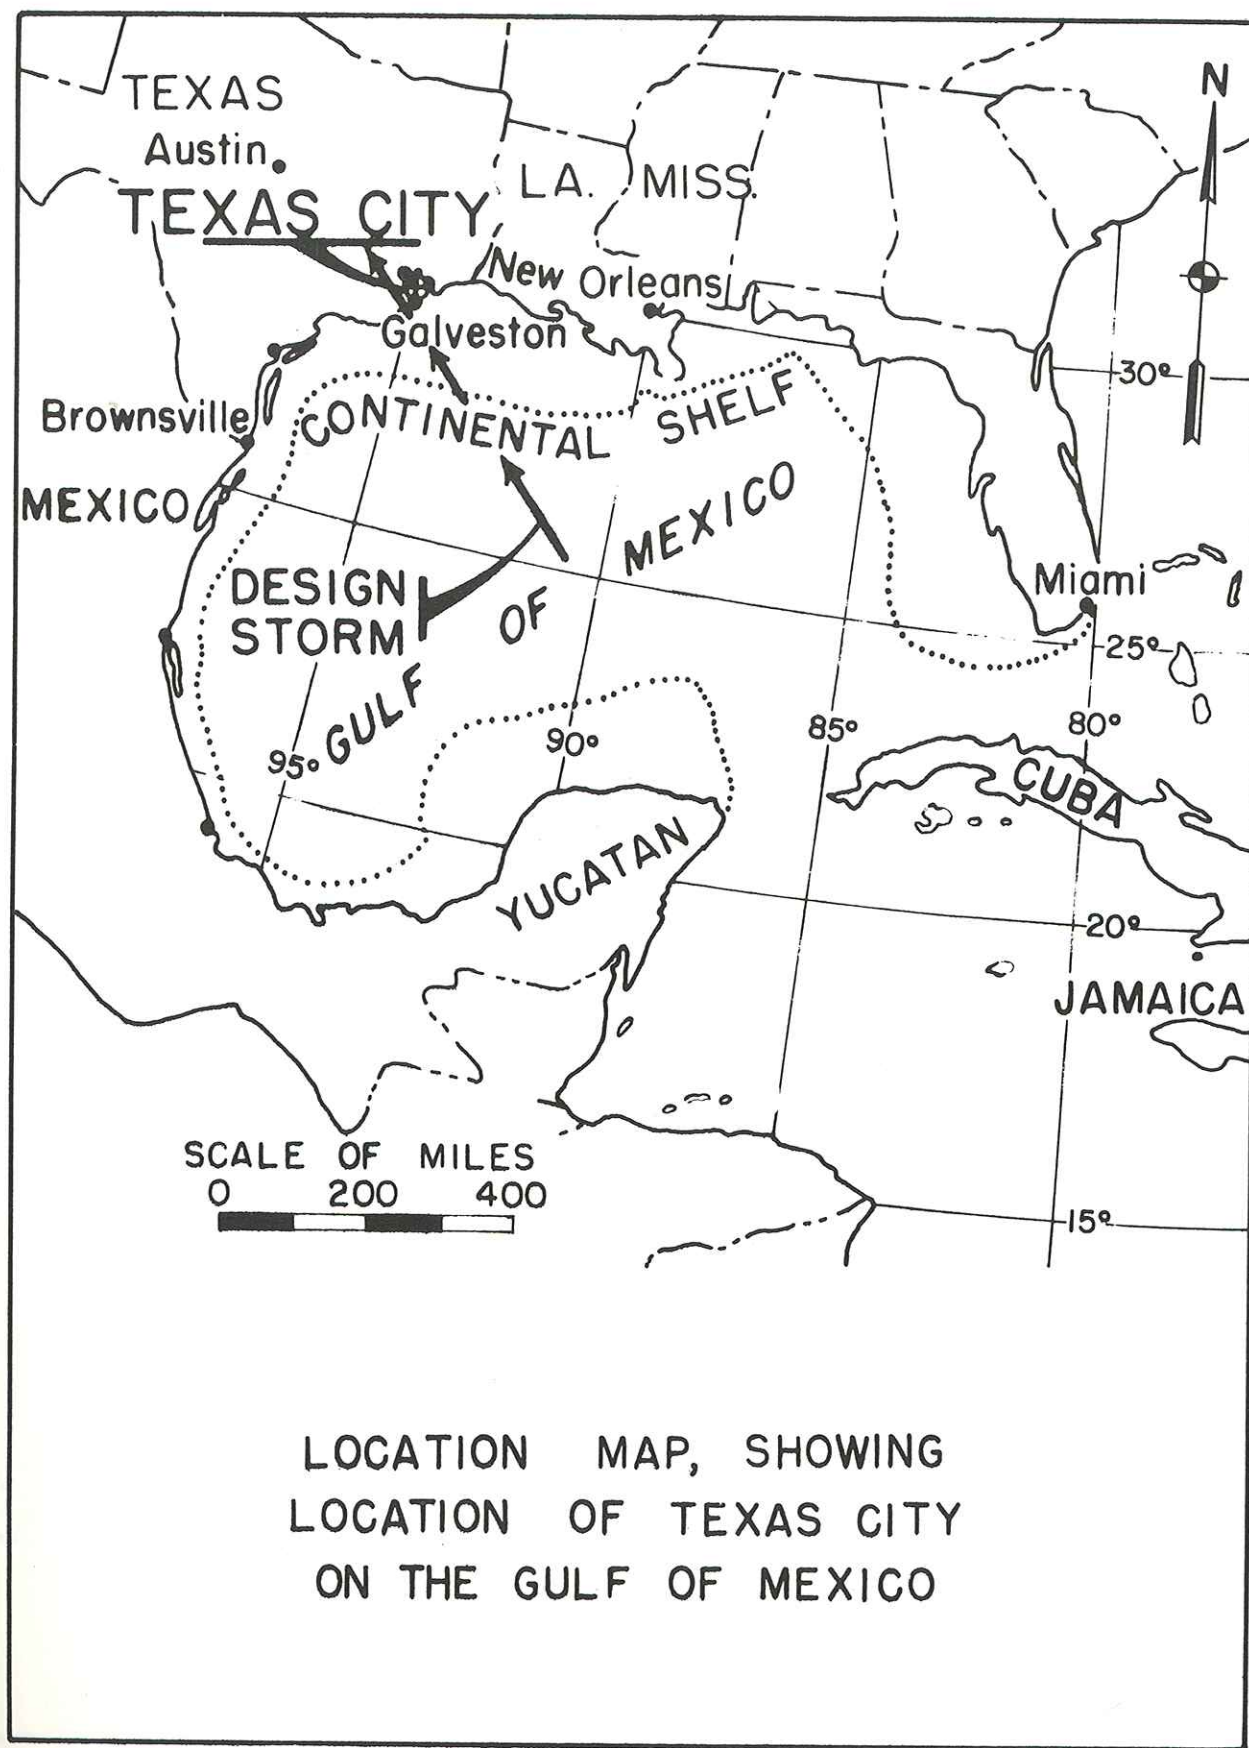 N
TEXAS
Austin
TEXAS CITY
LA.
MISS.
New Orleans
Galveston
30°
Brownsville
CONTINENTAL SHELF
MEXICO
GULF OF MEXICO
DESIGN
STORM
Miami
25°
95°
90°
85°
80°
CUBA
YUCATAN
20°
JAMAICA
15°
SCALE OF MILES
0 200 400
LOCATION MAP, SHOWING
LOCATION OF TEXAS CITY
ON THE GULF OF MEXICO